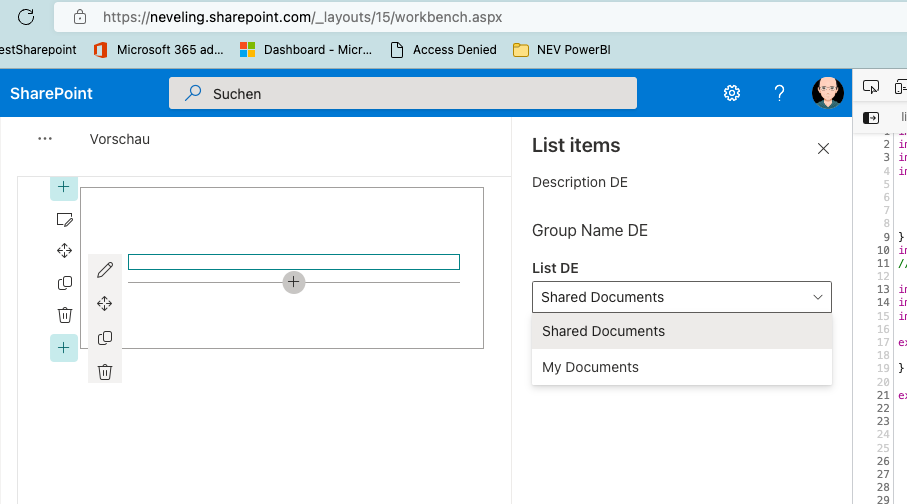 https://neveling.sharepoint.com/_layouts/15/workbench.aspx
estSharepoint Microsoft 365 ad... Dashboard - Micr... Access Denied NEV PowerBI
SharePoint
Suchen
?
Vorschau
List items
Description DE
Group Name DE
List DE
Shared Documents
Shared Documents
My Documents
li
2 in
3 in
4 in
5
6
7
8
9 }
10 in
11 //
12
13 in
14 in
15 in
16
17 ex
18
19 }
20
21 ex
22
23
24
25
26
27
28
29